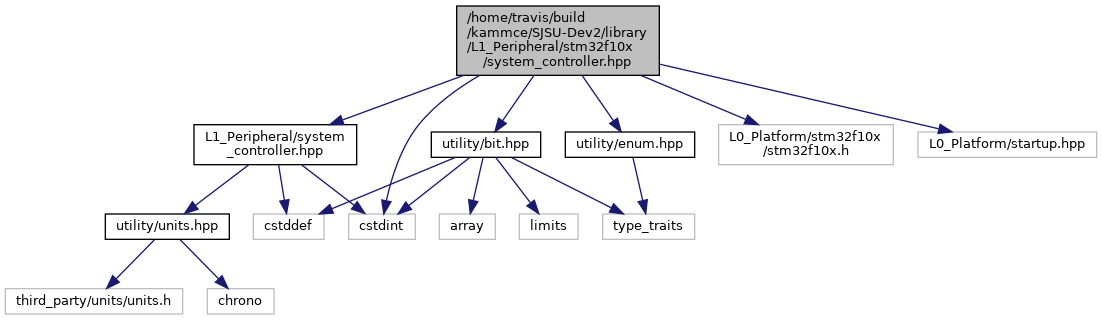 /home/travis/build
/kammce/SJSU-Dev2/library
/L1_Peripheral/stm32f10x
/system_controller.hpp
L1_Peripheral/system
_controller.hpp
utility/bit.hpp
utility/enum.hpp
L0_Platform/stm32f10x
/stm32f10x.h
L0_Platform/startup.hpp
utility/units.hpp
cstddef
cstdint
array
limits
type_traits
third_party/units/units.h
chrono